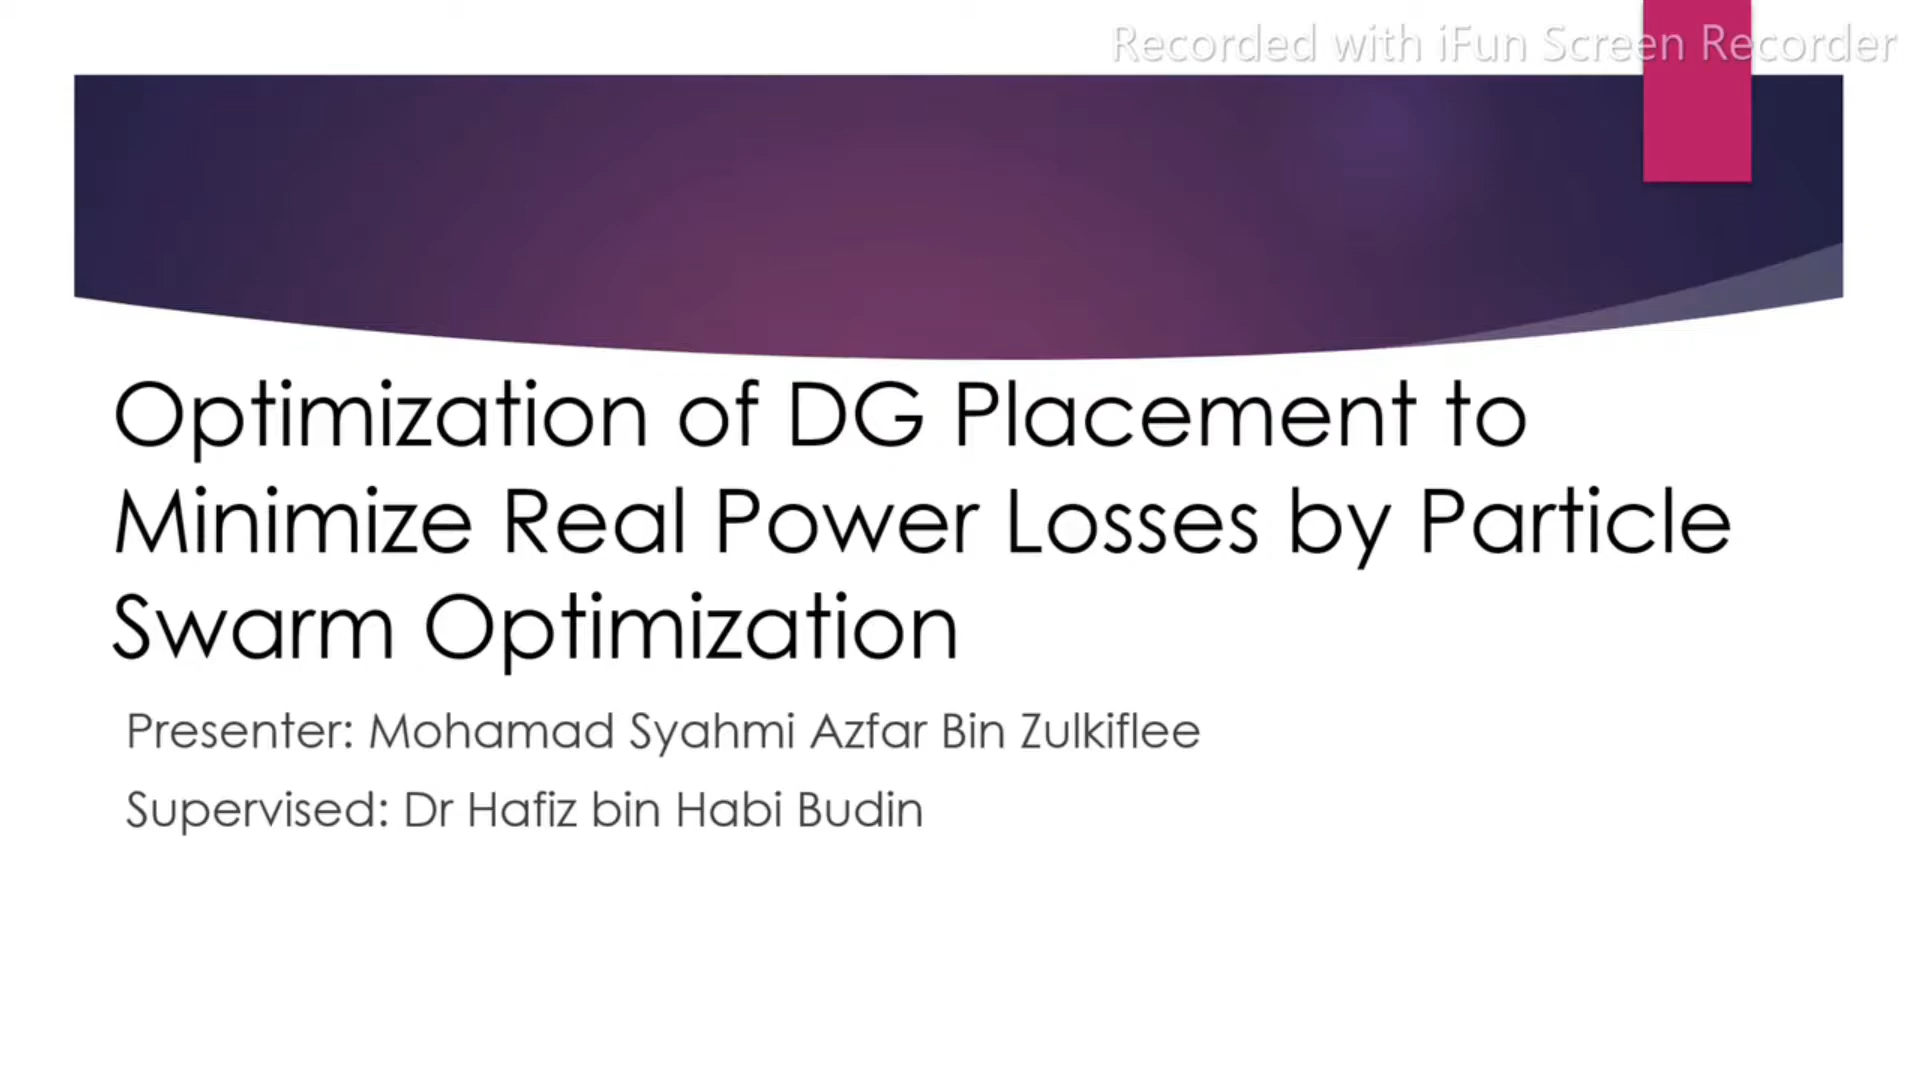 Recorded with iFun Screen Recorder
Optimization of DG Placement to
Minimize Real Power Losses by Particle
Swarm Optimization
Presenter: Mohamad Syahmi Azfar Bin Zulkiflee
Supervised: Dr Hafiz bin Habi Budin